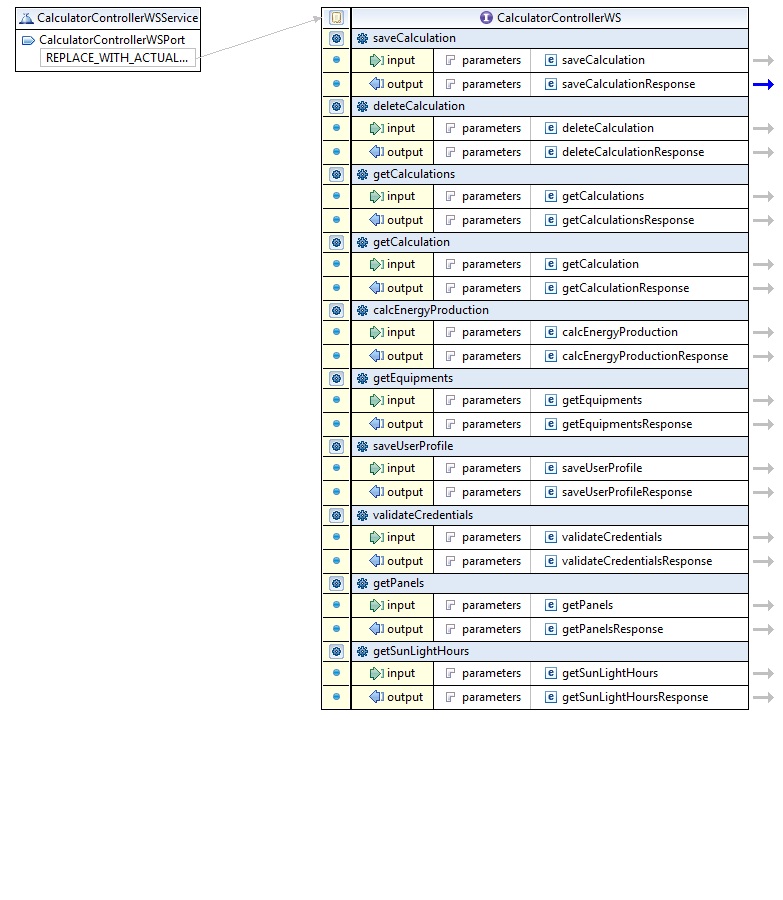 CalculatorControllerWSService
CalculatorControllerWSPort
REPLACE_WITH_ACTUAL...
CalculatorControllerWS
saveCalculation
input parameters saveCalculation
output parameters saveCalculationResponse
deleteCalculation
input parameters deleteCalculation
output parameters deleteCalculationResponse
getCalculations
input parameters getCalculations
output parameters getCalculationsResponse
getCalculation
input parameters getCalculation
output parameters getCalculationResponse
calcEnergyProduction
input parameters calcEnergyProduction
output parameters calcEnergyProductionResponse
getEquipments
input parameters getEquipments
output parameters getEquipmentsResponse
saveUserProfile
input parameters saveUserProfile
output parameters saveUserProfileResponse
validateCredentials
input parameters validateCredentials
output parameters validateCredentialsResponse
getPanels
input parameters getPanels
output parameters getPanelsResponse
getSunLightHours
input parameters getSunLightHours
output parameters getSunLightHoursResponse